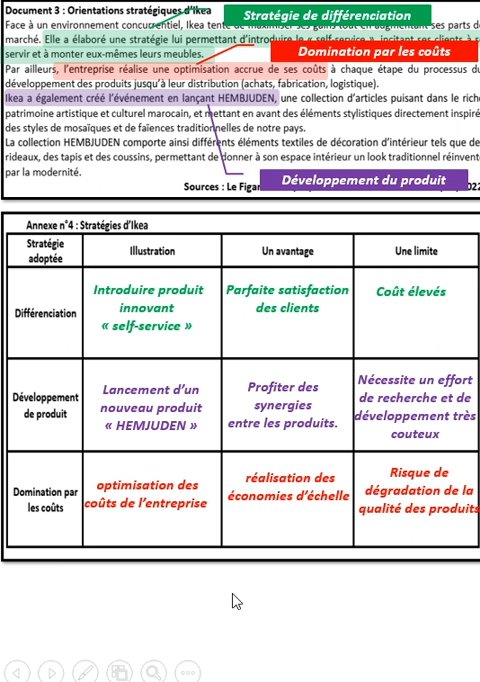 Document 3 : Orientations stratégiques d'Ikea
Stratégie de différenciation
Face à un environnement concurrentiel, Ikea tente de maximiser ses gains tout en augmentant ses parts d
marché. Elle a élaboré une stratégie lui permettant d'introduire le « self-service », incitant ses clients à s
servir et à monter eux-mêmes leurs meubles.
Domination par les coûts
Par ailleurs, l'entreprise réalise une optimisation accrue de ses coûts à chaque étape du processus du
développement des produits jusqu'à leur distribution (achats, fabrication, logistique).
Ikea a également créé l'événement en lançant HEMBJUDEN, une collection d'articles puisant dans le riche
patrimoine artistique et culturel marocain, et mettant en avant des éléments stylistiques directement inspiré
des styles de mosaïques et de faïences traditionnelles de notre pays.
La collection HEMBJUDEN comporte ainsi différents éléments textiles de décoration d'intérieur tels que de
rideaux, des tapis et des coussins, permettant de donner à son espace intérieur un look traditionnel réinvent
par la modernité.
Développement du produit
Sources : Le Figar 2022
Annexe n°4 : Stratégies d'Ikea
Stratégie
adoptée
Illustration
Un avantage
Une limite
Différenciation
Introduire produit
innovant
« self-service »
Parfaite satisfaction
des clients
Coût élevés
Développement
de produit
Lancement d'un
nouveau produit
« HEMJUDEN »
Profiter des
synergies
entre les produits.
Nécessite un effort
de recherche et de
développement très
couteux
Domination par
les coûts
optimisation des
coûts de l'entreprise
réalisation des
économies d'échelle
Risque de
dégradation de la
qualité des produits